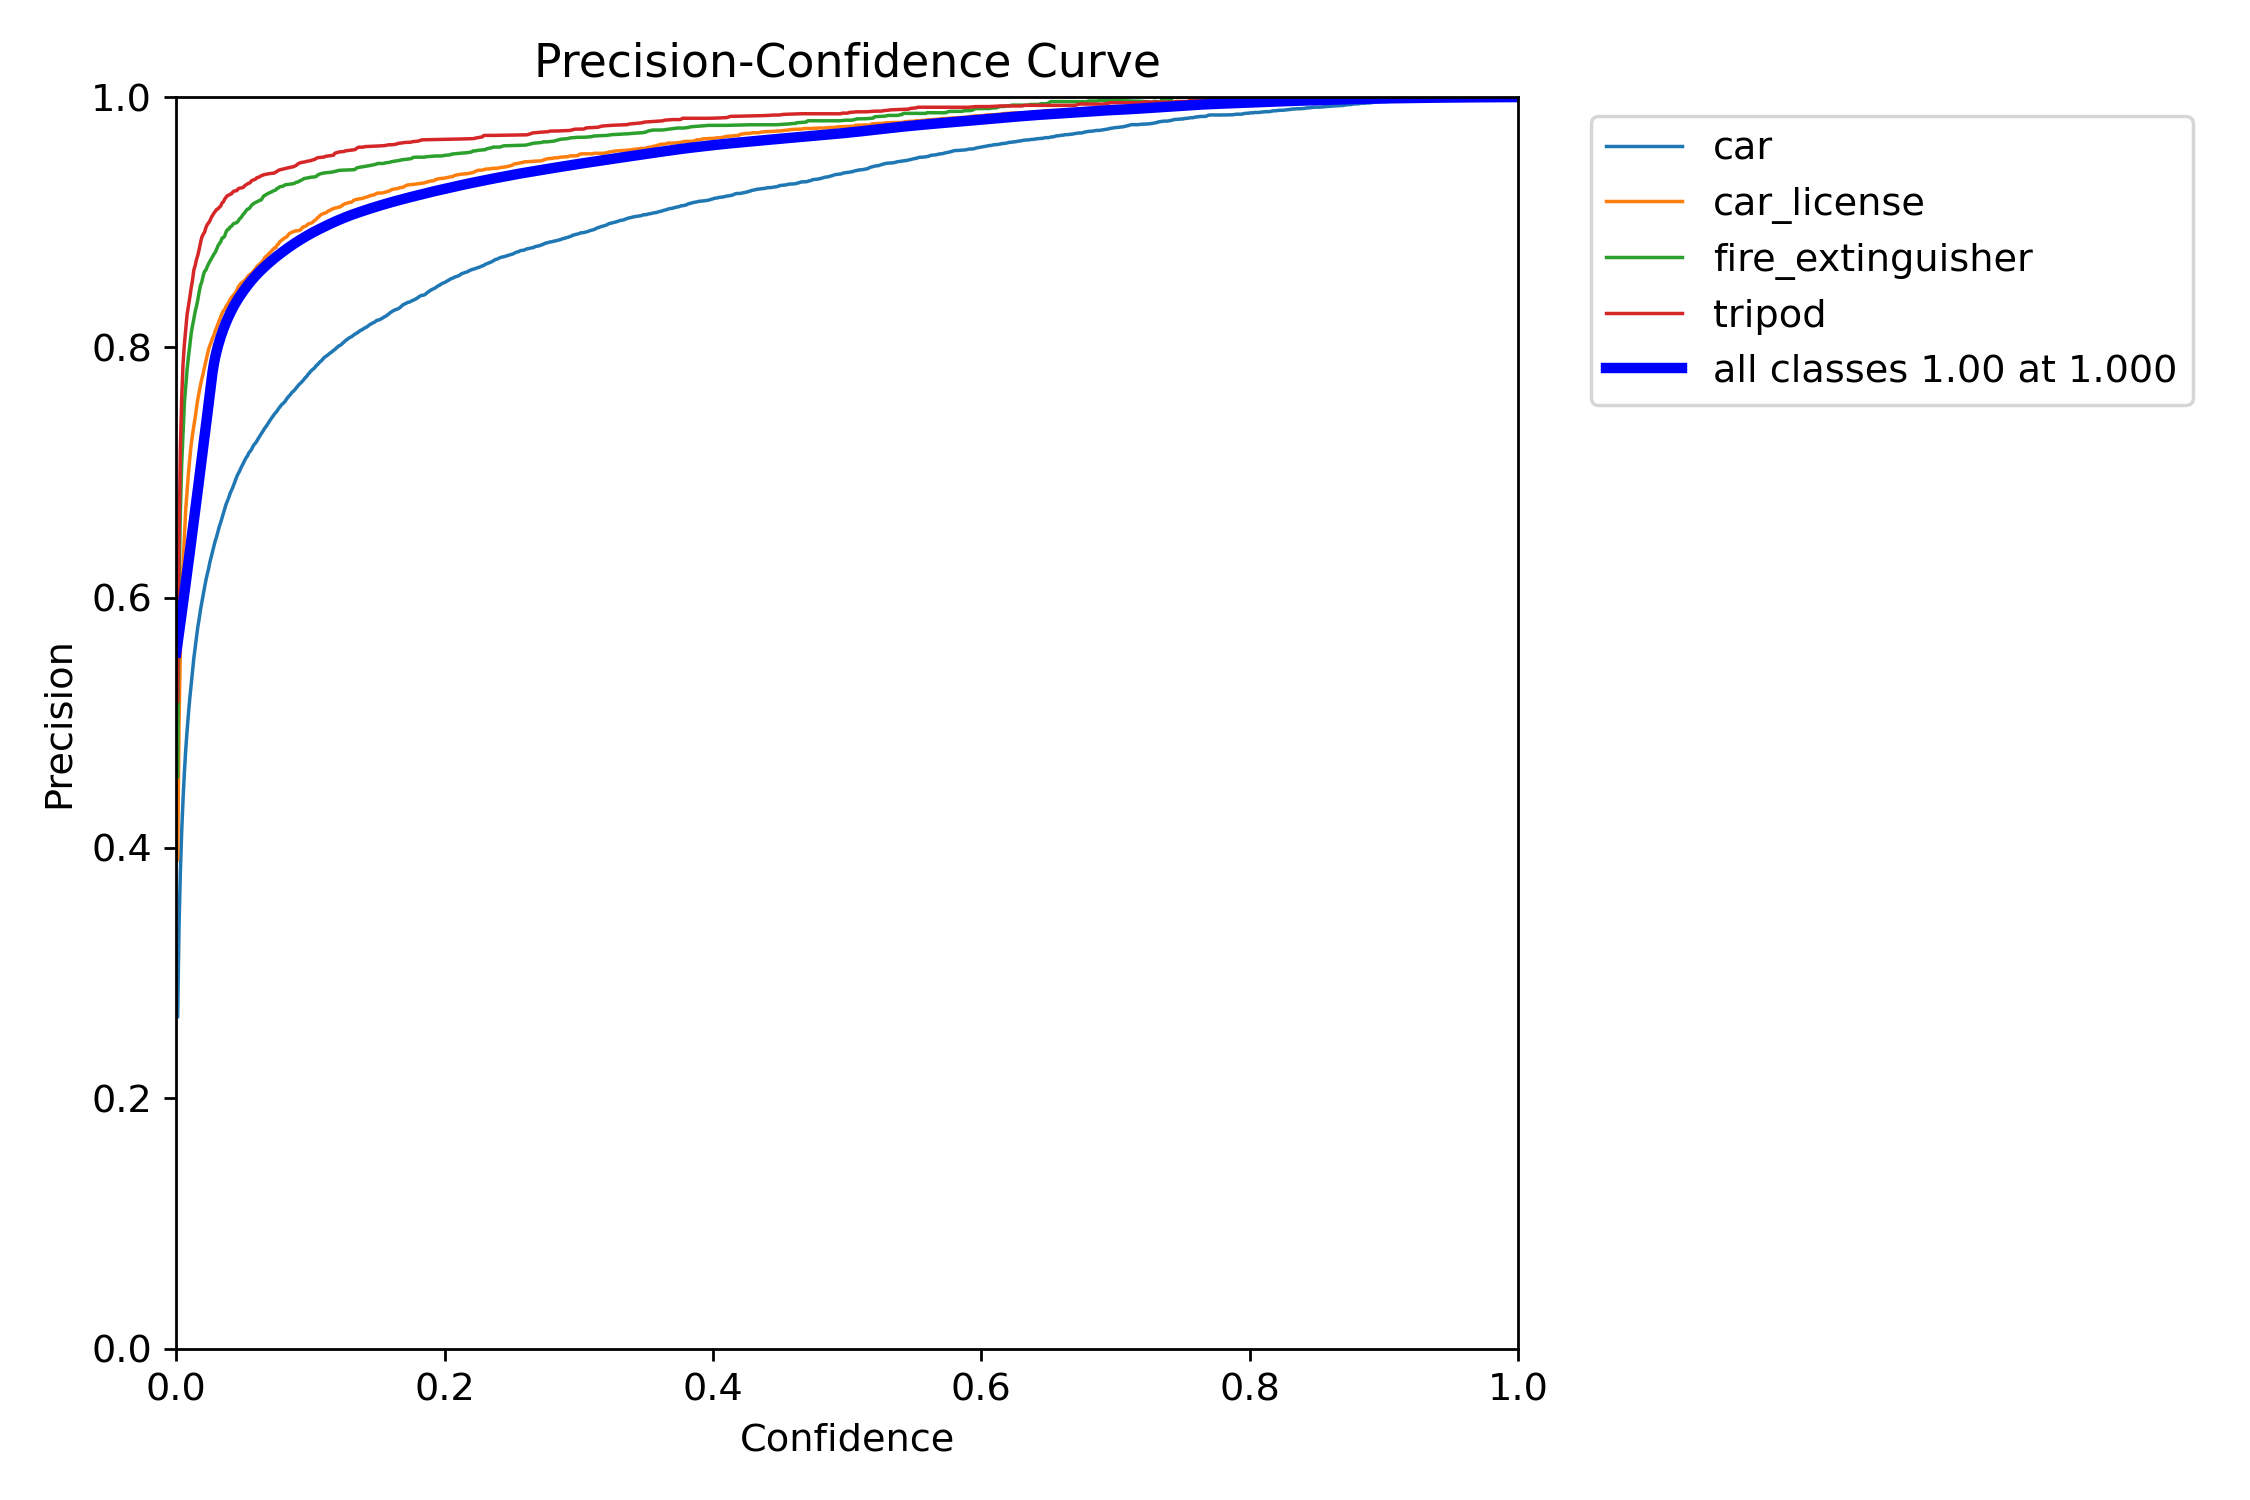 Precision-Confidence Curve
1.0
0.8
0.6
0.4
0.2
0.0
Precision
0.0 0.2 0.4 0.6 0.8 1.0
Confidence
car
car_license
fire_extinguisher
tripod
all classes 1.00 at 1.000